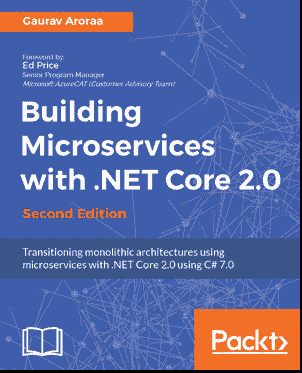 Gaurav Aroraa
Foreword by:
Ed Price
Senior Program Manager
Microsoft AzureCAT (Customer Advisory Team)
Building
Microservices
with .NET Core 2.0
Second Edition
Transitioning monolithic architectures using
microservices with .NET Core 2.0 using C# 7.0
Packt>